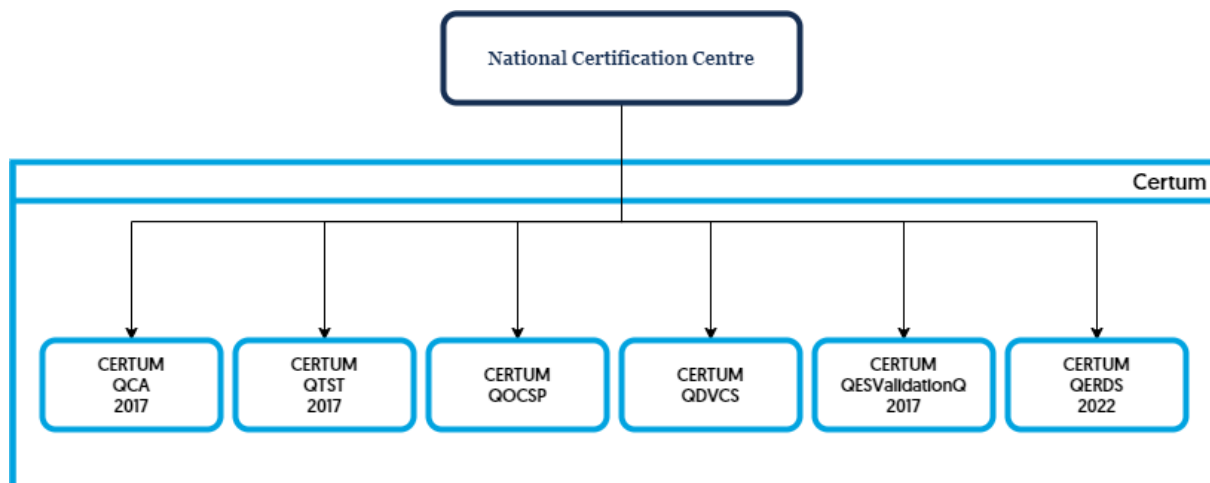 National Certification Centre
Certum
CERTUM
QCA
2017
CERTUM
QTST
2017
CERTUM
QOCSP
CERTUM
QDVCS
CERTUM
QESValidationQ
2017
CERTUM
QERDS
2022